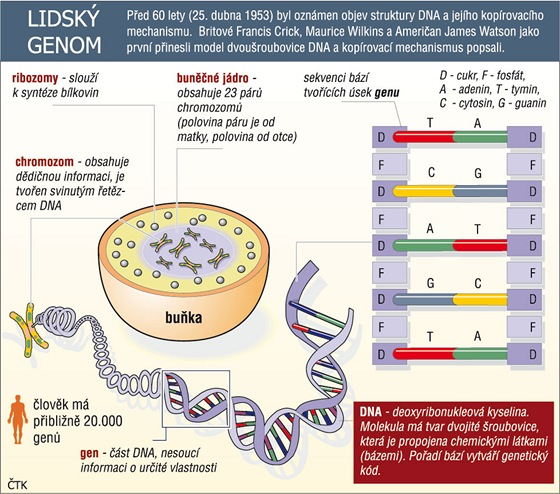 LIDSKÝ
GENOM
Před 60 lety (25. dubna 1953) byl oznámen objev struktury DNA a jejího kopírovacího
mechanismu. Britové Francis Crick, Maurice Wilkins a Američan James Watson jako
první přinesli model dvoušroubovice DNA a kopírovací mechanismus popsali.
ribozomy - slouží
k syntéze bílkovin
buněčné jádro -
obsahuje 23 párů
chromozomů
(polovina páru je od
matky, polovina od otce)
sekvenci bází
tvořících úsek genu
D - cukr, F - fosfát,
A - adenin, T - tymin,
C - cytosin, G - guanin
chromozom - obsahuje
dědičnou informaci, je
tvořen svinutým řetěz-
cem DNA
T A
D D
F F
C G
D D
F F
A T
D D
F F
G C
D D
F F
T A
D D
buňka
člověk má
přibližně 20.000
genů
gen - část DNA, nesoucí
informaci o určité vlastnosti
DNA - deoxyribonukleová kyselina.
Molekula má tvar dvojité šroubovice,
která je propojena chemickými látkami
(bázemi). Pořadí bází vytváří genetický
kód.
ČTK